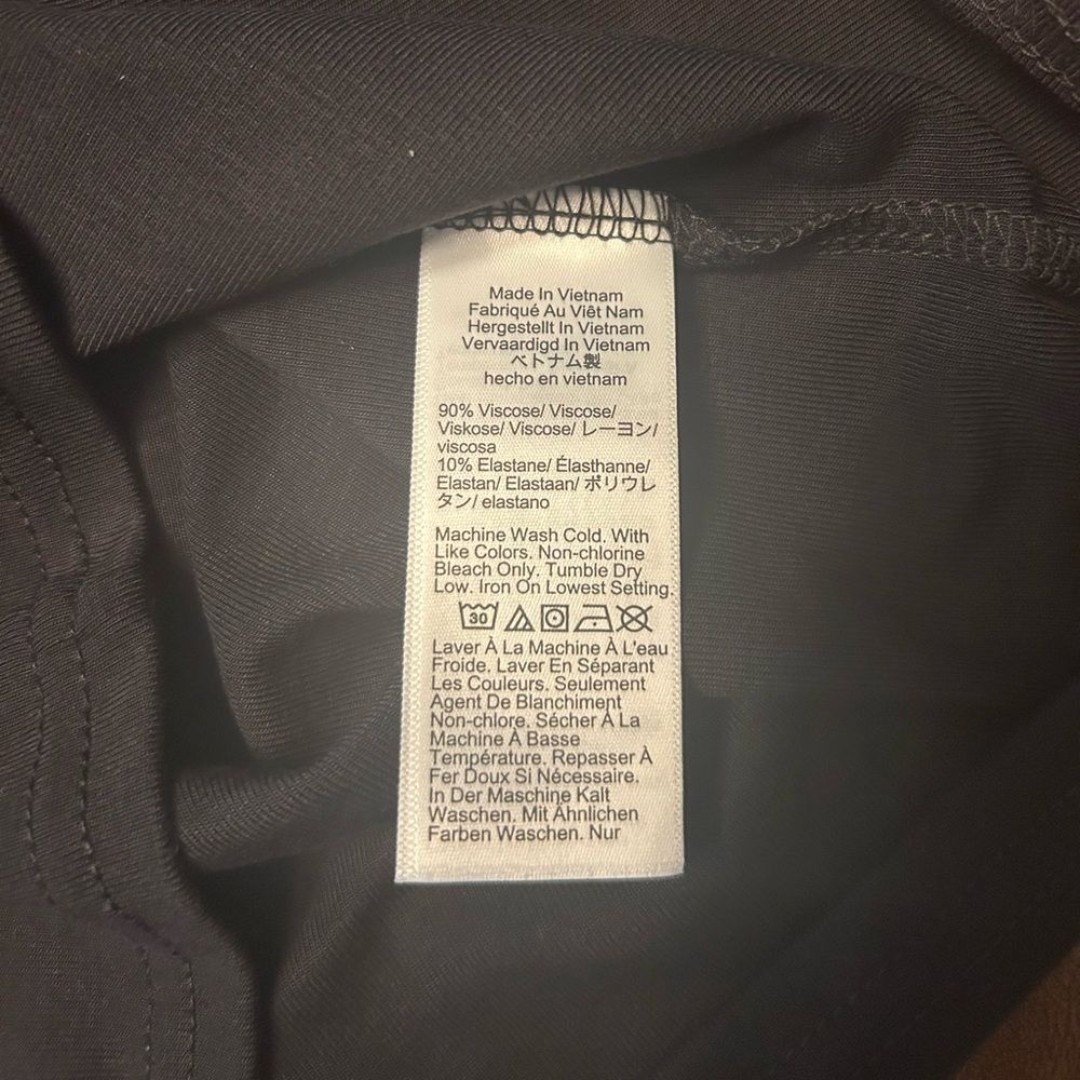 Made In Vietnam
Fabriqué Au Viêt Nam
Hergestellt In Vietnam
Vervaardigd In Vietnam
ベトナム製
hecho en vietnam
90% Viscose/ Viscose/
Viskose/ Viscose/ レーヨン/
viscosa
10% Elastane/ Élasthanne/
Elastan/ Elastaan/ ポリウレ
タン/ elastano
Machine Wash Cold. With
Like Colors. Non-chlorine
Bleach Only. Tumble Dry
Low. Iron On Lowest Setting.
30
Laver À La Machine À L'eau
Froide. Laver En Séparant
Les Couleurs. Seulement
Agent De Blanchiment
Non-chlore. Sécher À La
Machine À Basse
Température. Repasser À
Fer Doux Si Nécessaire.
In Der Maschine Kalt
Waschen. Mit Ähnlichen
Farben Waschen. Nur